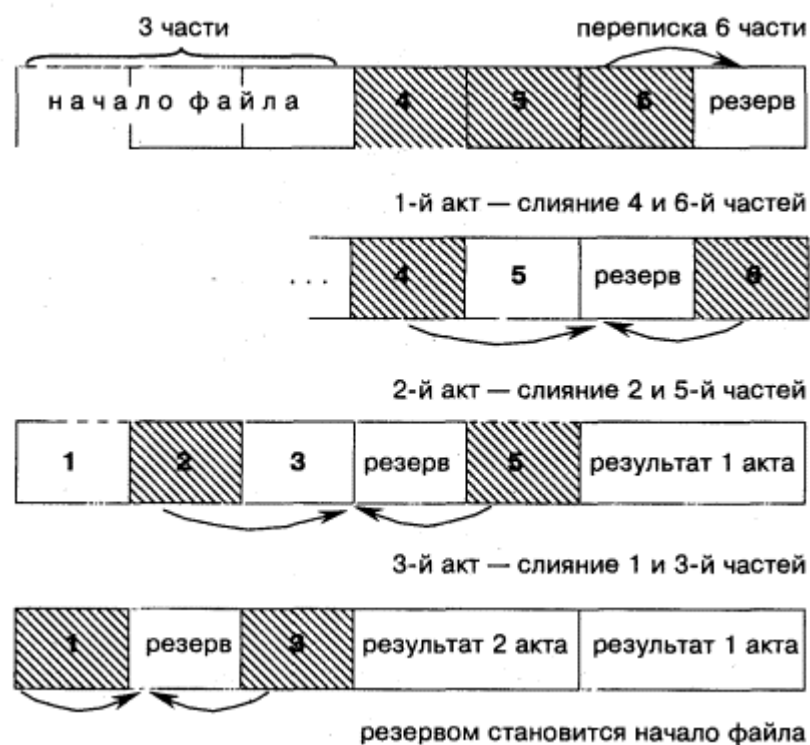 3 части
переписка 6 части
начало файла 4 5 6 резерв
1-й акт — слияние 4 и 6-й частей
... 4 5 резерв 6
2-й акт — слияние 2 и 5-й частей
1 2 3 резерв 5 результат 1 акта
3-й акт — слияние 1 и 3-й частей
1 резерв 3 результат 2 акта результат 1 акта
резервом становится начало файла